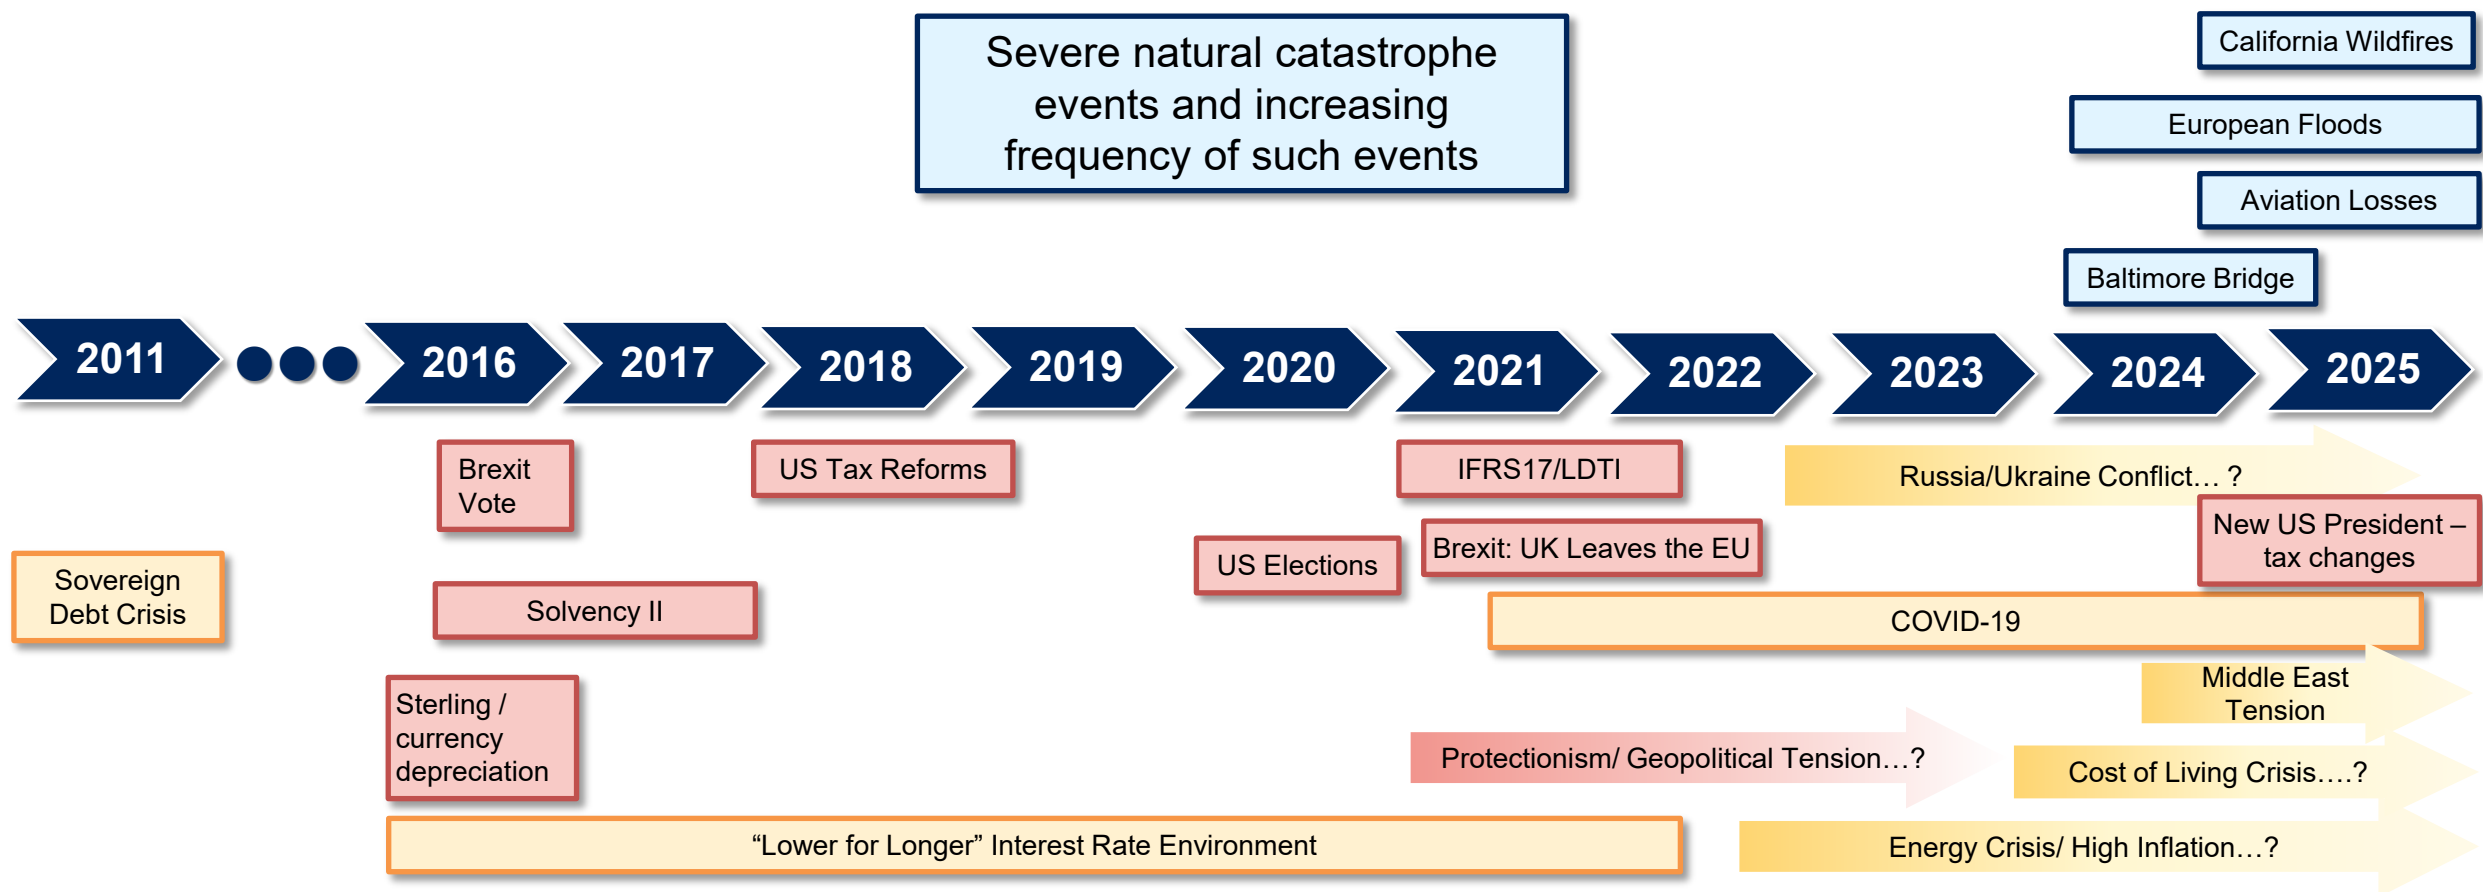 Severe natural catastrophe
events and increasing
frequency of such events
California Wildfires
European Floods
Aviation Losses
Baltimore Bridge
2011
2016
2017
2018
2019
2020
2021
2022
2023
2024
2025
Brexit
Vote
US Tax Reforms
IFRS17/LDTI
Russia/Ukraine Conflict… ?
New US President –
tax changes
Brexit: UK Leaves the EU
US Elections
Sovereign
Debt Crisis
Solvency II
COVID-19
Middle East
Tension
Sterling /
currency
depreciation
Protectionism/ Geopolitical Tension…?
Cost of Living Crisis….?
“Lower for Longer” Interest Rate Environment
Energy Crisis/ High Inflation…?